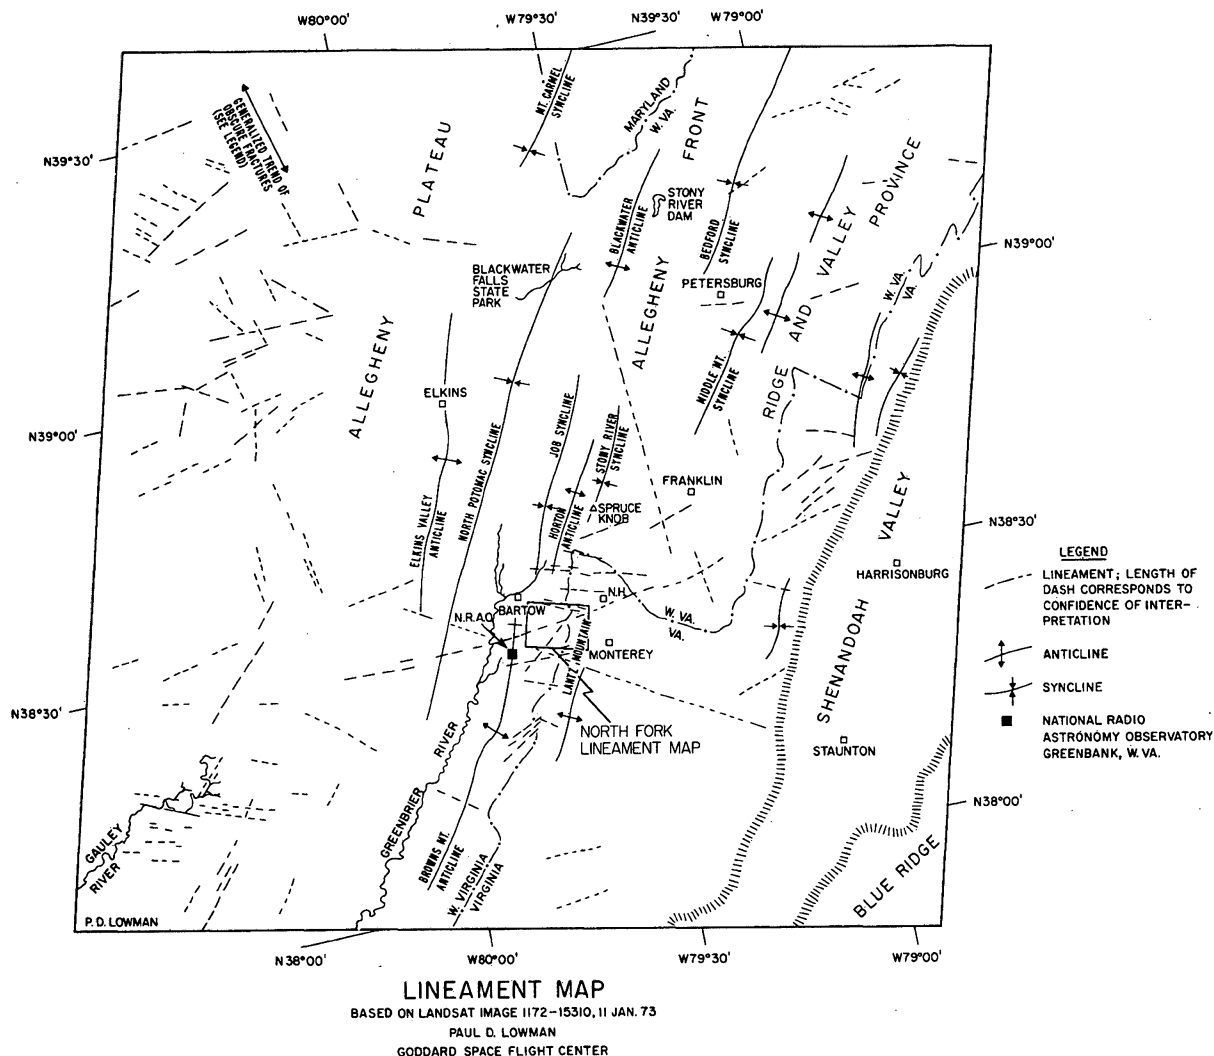 W80°00'
W79°30'
N39°30'
W79°00'
MT. CARMEL
SYNCLINE
MARYLAND
W. VA.
GENERALIZED TREND OF
OBSCURE FRACTURES
(SEE LEGEND)
N39°30'
PLATEAU
FRONT
STONY
RIVER
DAM
BLACKWATER
ANTICLINE
BEDFORD
SYNCLINE
PROVINCE
VALLEY
AND
RIDGE
N39°00'
BLACKWATER
FALLS
STATE
PARK
ALLEGHENY
PETERSBURG
W. VA.
VA.
ALLEGHENY
MIDDLE MT.
SYNCLINE
ELKINS
N39°00'
JOB SYNCLINE
STONY RIVER
SYNCLINE
NORTH POTOMAC SYNCLINE
ELKINS VALLEY
ANTICLINE
HORTON
ANTICLINE
SPRUCE
KNOB
FRANKLIN
N38°30'
VALLEY
SHENANDOAH
HARRISONBURG
LEGEND
LINEAMENT; LENGTH OF
DASH CORRESPONDS TO
CONFIDENCE OF INTER-
PRETATION
ANTICLINE
SYNCLINE
NATIONAL RADIO
ASTRONOMY OBSERVATORY
GREENBANK, W. VA.
N.R.A.O.
BARTOW
N.H.
W. VA.
VA.
MONTEREY
LANTZ MOUNTAIN
N38°30'
NORTH FORK
LINEAMENT MAP
STAUNTON
GREENBRIER
RIVER
N38°00'
GAULEY
RIVER
BROWNS MT.
ANTICLINE
W. VIRGINIA
VIRGINIA
BLUE RIDGE
P. D. LOWMAN
N38°00'
W80°00'
W79°30'
W79°00'
LINEAMENT MAP
BASED ON LANDSAT IMAGE 1172-15310, 11 JAN. 73
PAUL D. LOWMAN
GODDARD SPACE FLIGHT CENTER